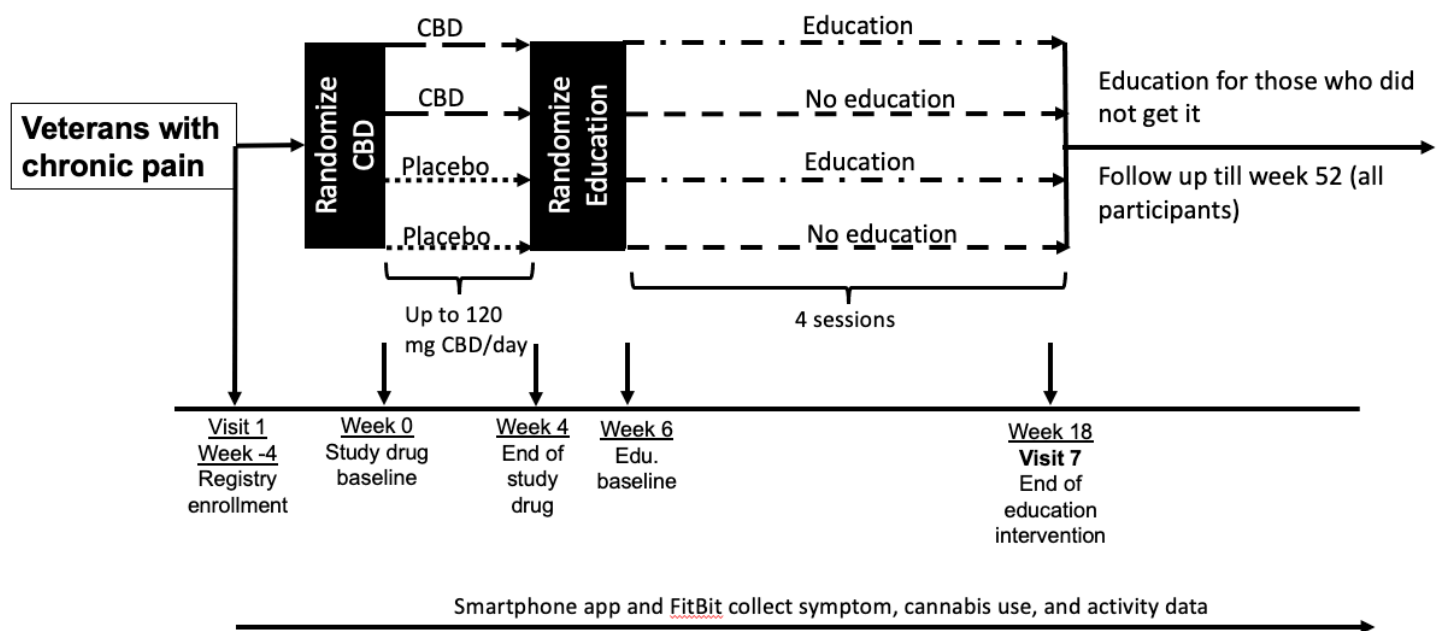 CBD
Education
CBD
No education
Placebo
Education
Placebo
No education
Veterans with
chronic pain
Randomize
CBD
Randomize
Education
Education for those who did
not get it
Follow up till week 52 (all
participants)
Up to 120
mg CBD/day
4 sessions
Visit 1
Week -4
Registry
enrollment
Week 0
Study drug
baseline
Week 4
End of
study
drug
Week 6
Edu.
baseline
Week 18
Visit 7
End of
education
intervention
Smartphone app and FitBit collect symptom, cannabis use, and activity data